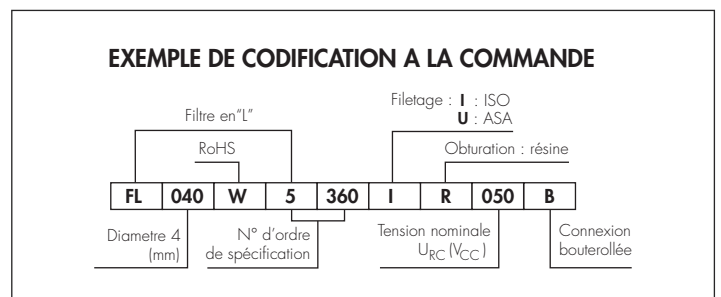 EXEMPLE DE CODIFICATION A LA COMMANDE
Filetage : I : ISO
U : ASA
Filtre en"L"
RoHS
Obturation : résine
FL 040 W 5 360 I R 050 B
Diametre 4
(mm)
N° d'ordre
de spécification
Tension nominale
URC (VCC)
Connexion
bouterollée